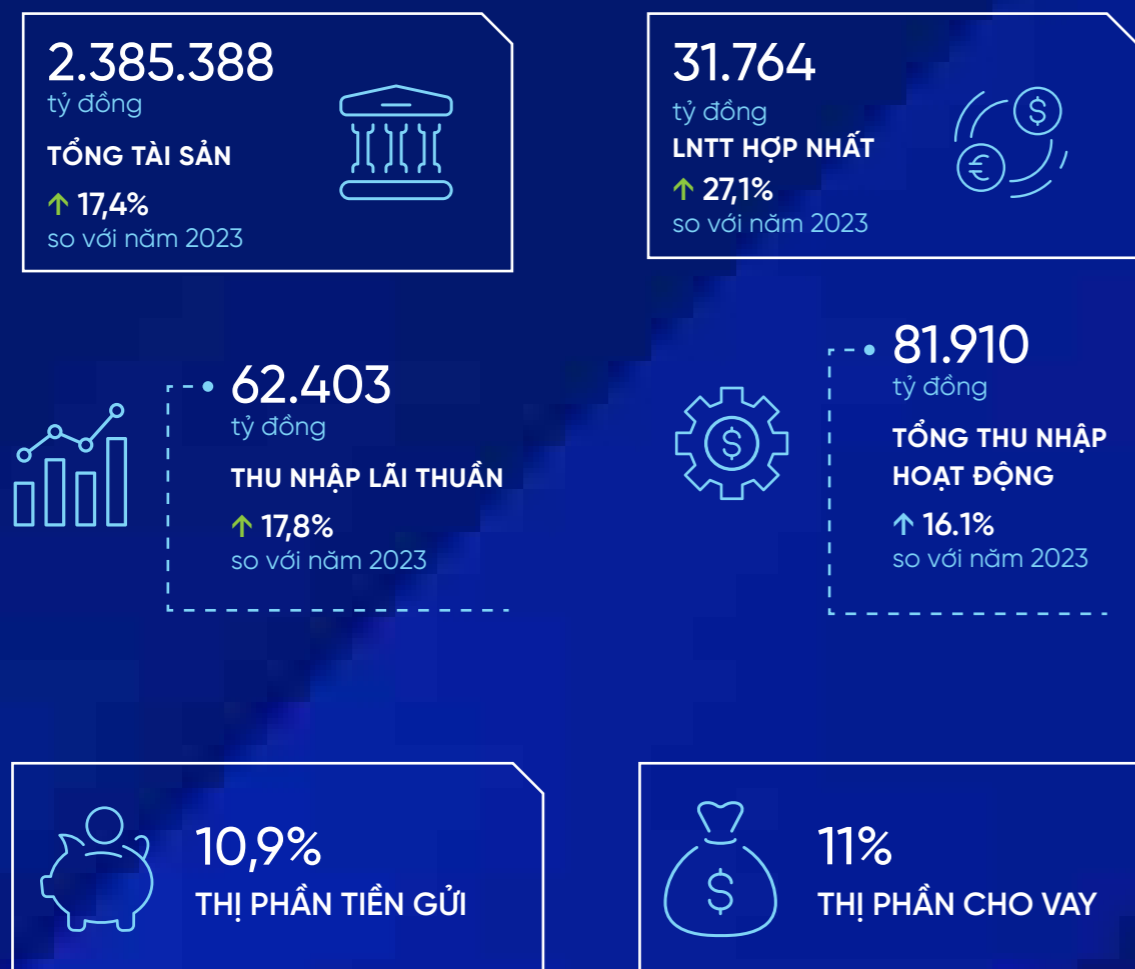 2.385.388
tỷ đồng
TỔNG TÀI SẢN
↑ 17,4%
so với năm 2023
31.764
tỷ đồng
LNTT HỢP NHẤT
↑ 27,1%
so với năm 2023
62.403
tỷ đồng
THU NHẬP LÃI THUẦN
↑ 17,8%
so với năm 2023
81.910
tỷ đồng
TỔNG THU NHẬP
HOẠT ĐỘNG
↑ 16.1%
so với năm 2023
10,9%
THỊ PHẦN TIỀN GỬI
11%
THỊ PHẦN CHO VAY